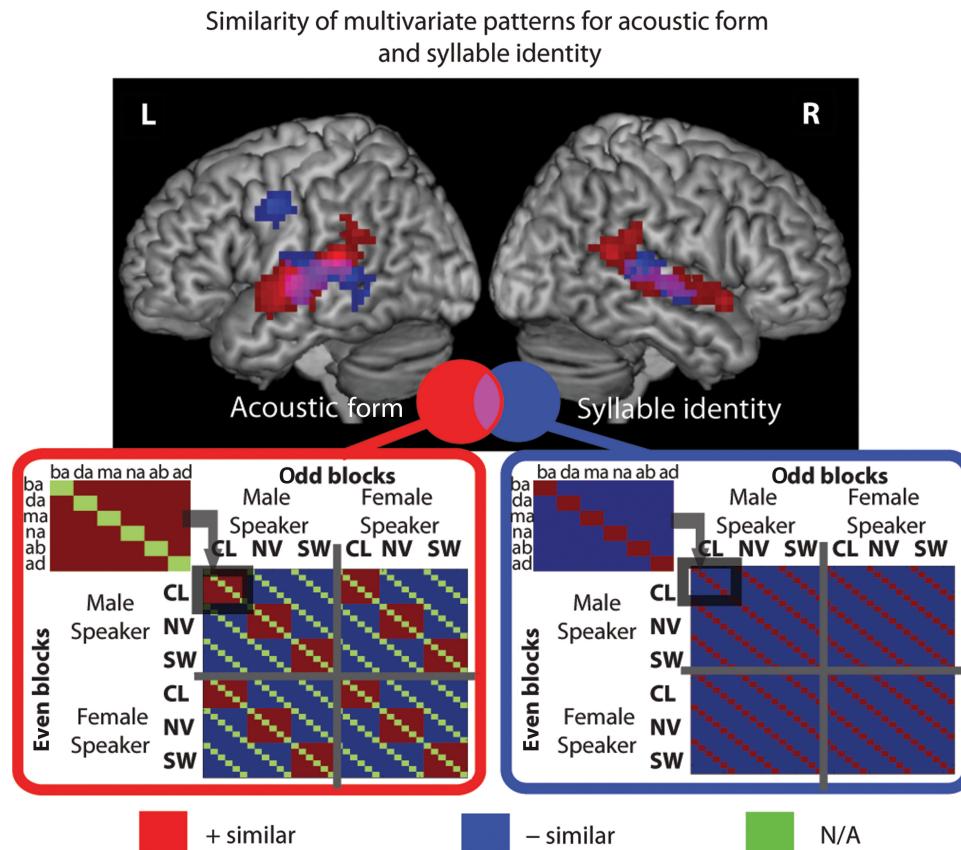 Similarity of multivariate patterns for acoustic form
and syllable identity
L
R
Acoustic form
Syllable identity
ba da ma na ab ad
ba
da
ma
na
ab
ad
Odd blocks
Male
Speaker
Female
Speaker
CL NV SW
CL NV SW
Even blocks
Male
Speaker
CL
NV
SW
Female
Speaker
CL
NV
SW
ba da ma na ab ad
ba
da
ma
na
ab
ad
Odd blocks
Male
Speaker
Female
Speaker
CL NV SW
CL NV SW
Even blocks
Male
Speaker
CL
NV
SW
Female
Speaker
CL
NV
SW
+ similar
− similar
N/A